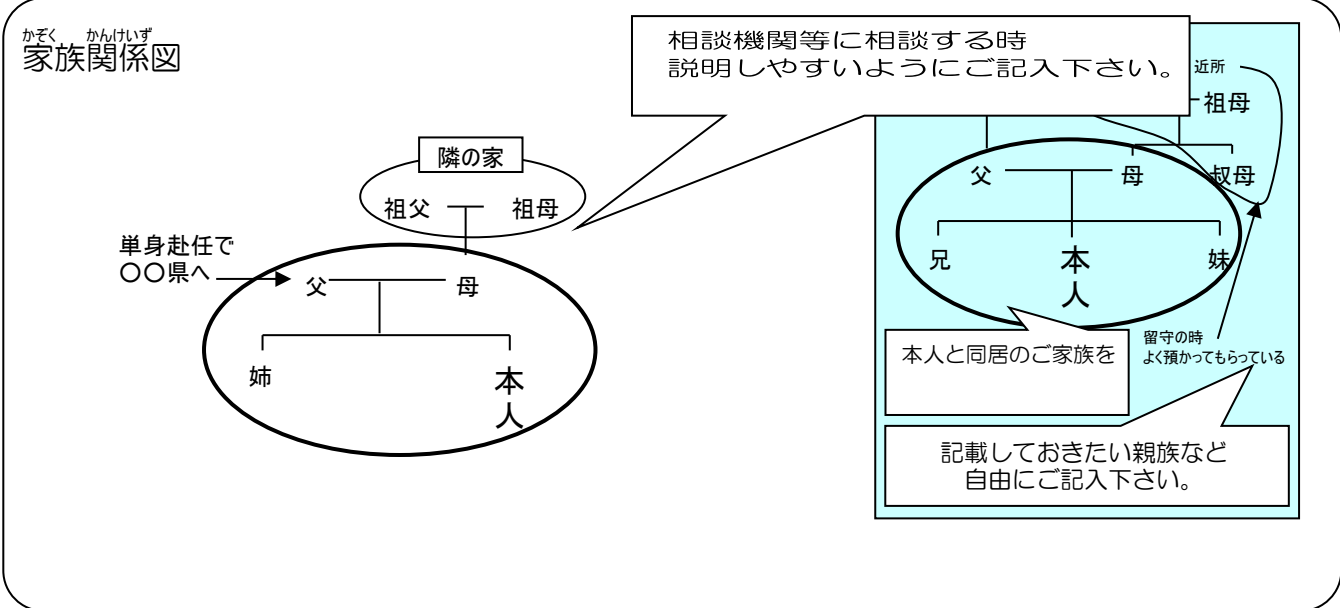 かぞく かんけいず
家族関係図
相談機関等に相談する時
説明しやすいようにご記入下さい。
隣の家
祖父 祖母
単身赴任で
〇〇県へ
父 母
姉 本人
近所
祖母
父 母 叔母
兄 本人 妹
留守の時
よく預かってもらっている
本人と同居のご家族を
記載しておきたい親族など
自由にご記入下さい。